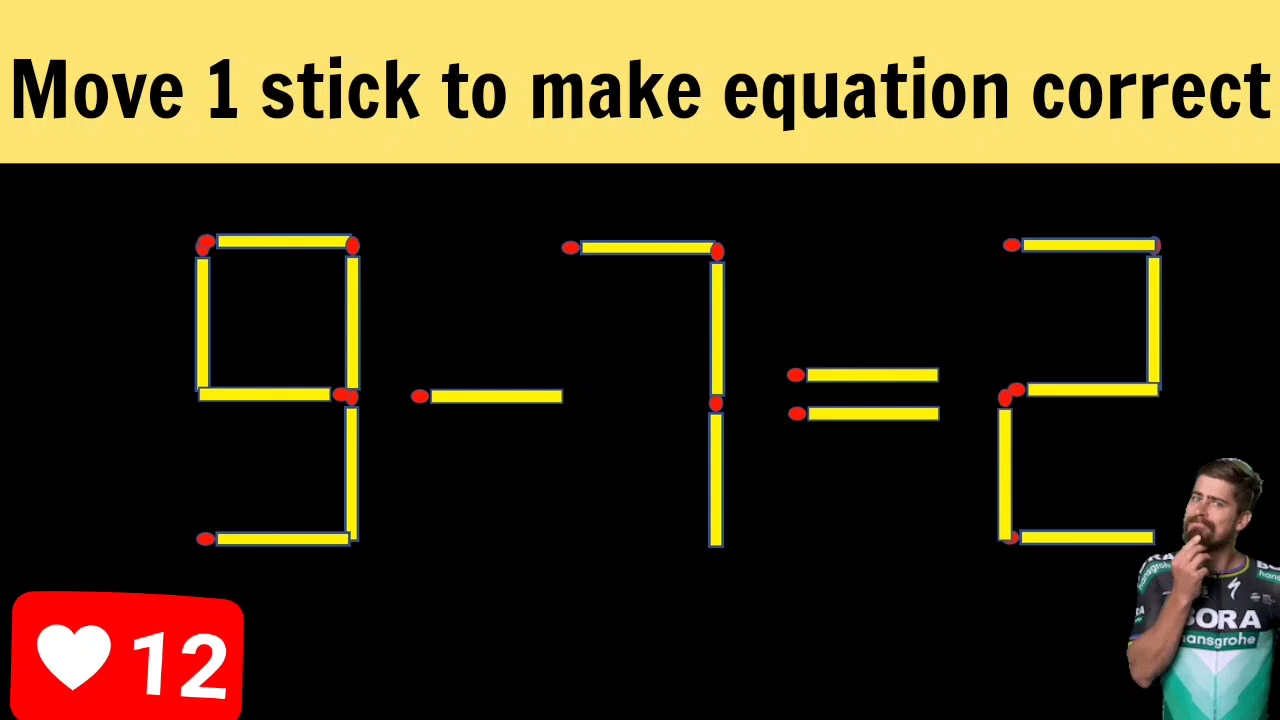 Move 1 stick to make equation correct
9 - 7 = 2
12
BORA
hansgrohe